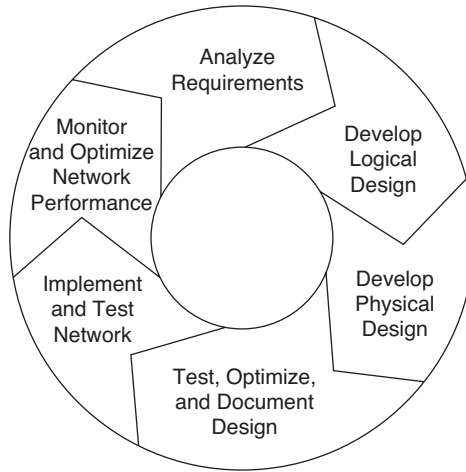 Analyze
Requirements
Develop
Logical
Design
Develop
Physical
Design
Test, Optimize,
and Document
Design
Implement
and Test
Network
Monitor
and Optimize
Network
Performance